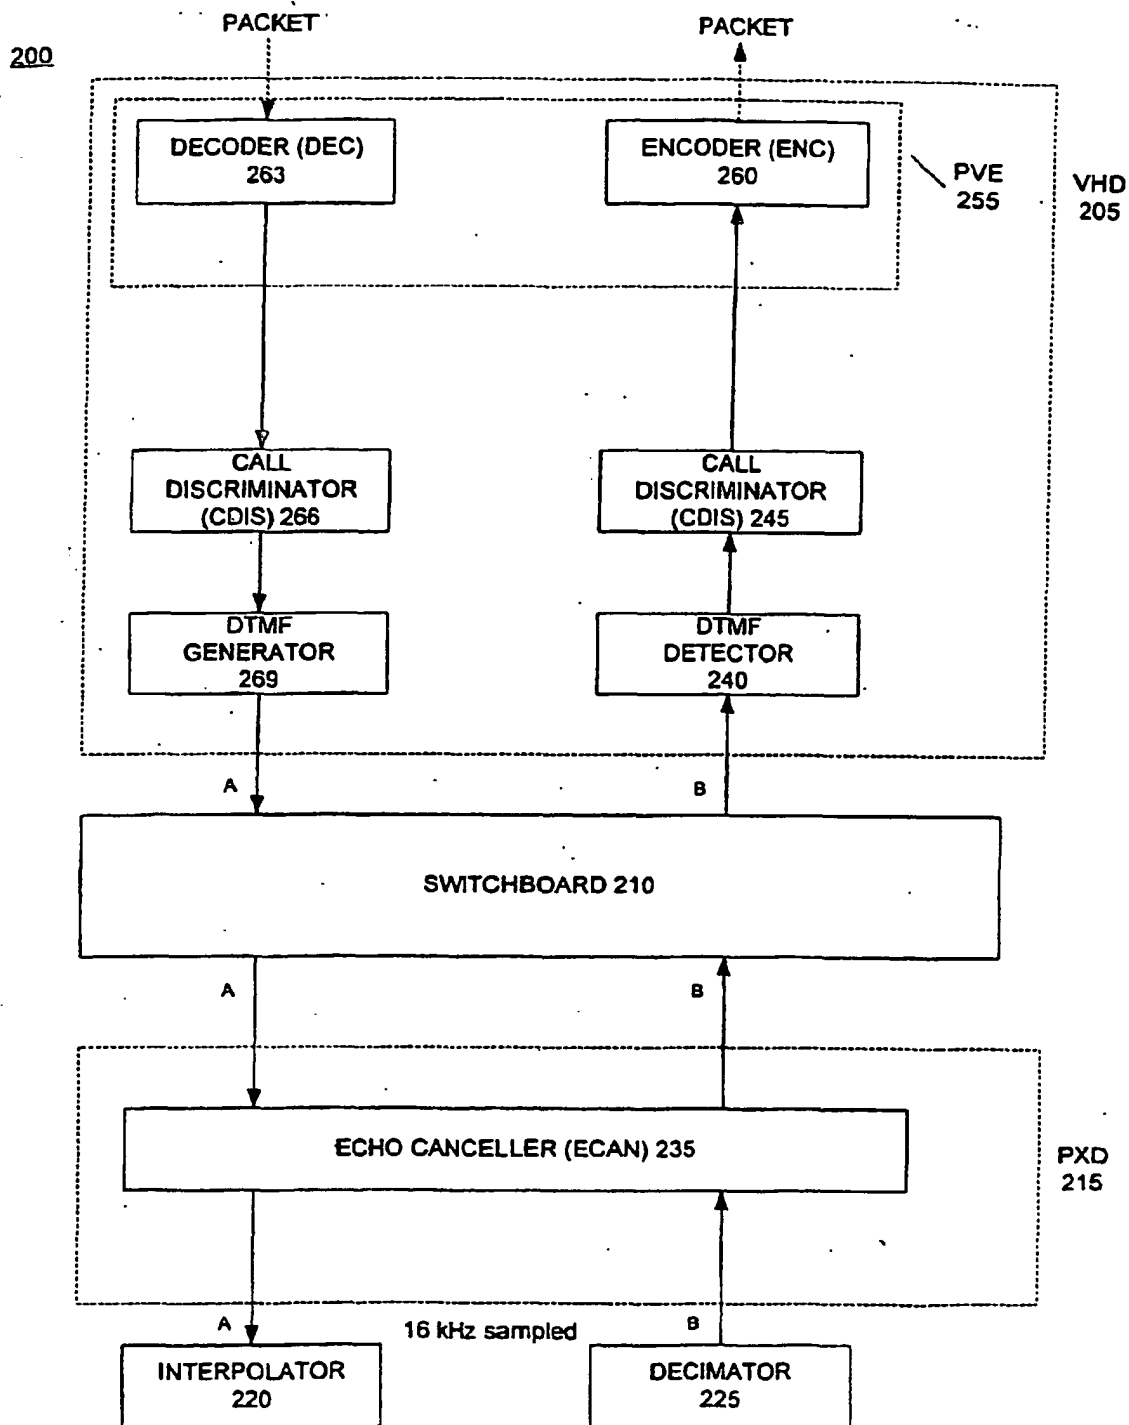 200
PACKET
PACKET
DECODER (DEC)
263
ENCODER (ENC)
260
PVE
255
VHD
205
CALL
DISCRIMINATOR
(CDIS) 266
CALL
DISCRIMINATOR
(CDIS) 245
DTMF
GENERATOR
269
DTMF
DETECTOR
240
A
B
SWITCHBOARD 210
A
B
ECHO CANCELLER (ECAN) 235
PXD
215
A
16 kHz sampled
B
INTERPOLATOR
220
DECIMATOR
225